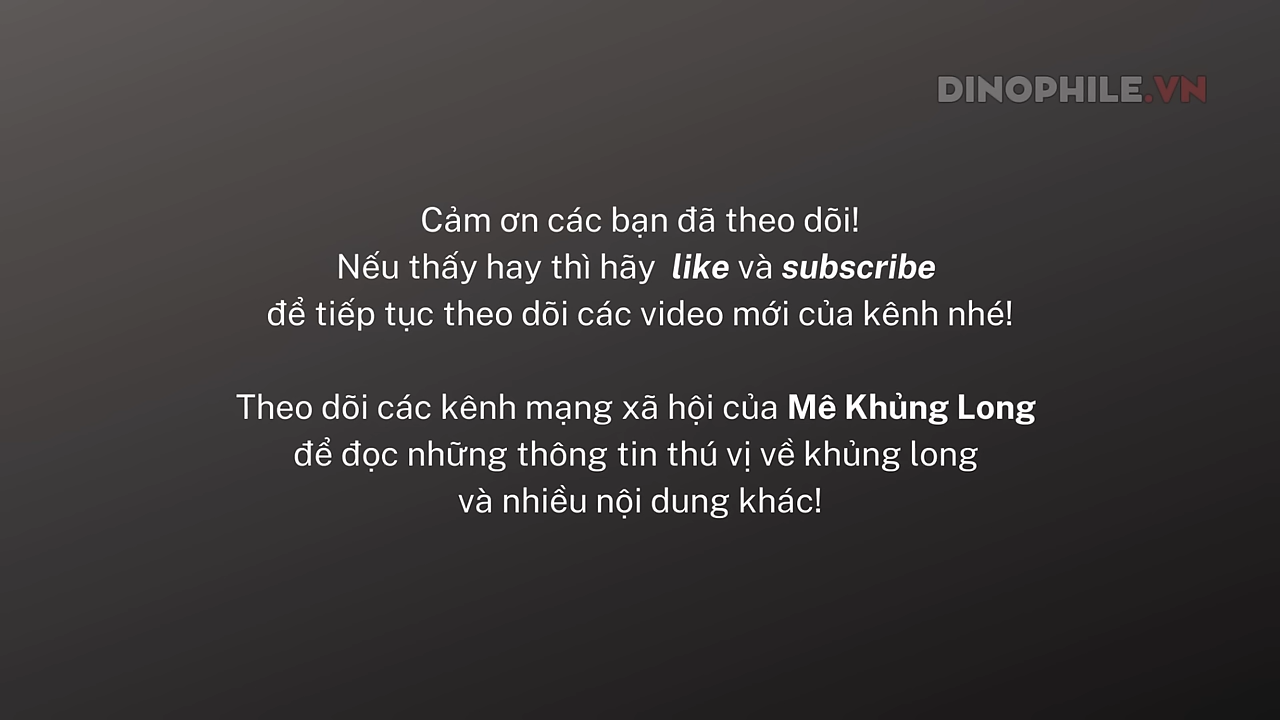 DINOPHILE.VN
Cảm ơn các bạn đã theo dõi!
Nếu thấy hay thì hãy like và subscribe
để tiếp tục theo dõi các video mới của kênh nhé!
Theo dõi các kênh mạng xã hội của Mê Khủng Long
để đọc những thông tin thú vị về khủng long
và nhiều nội dung khác!